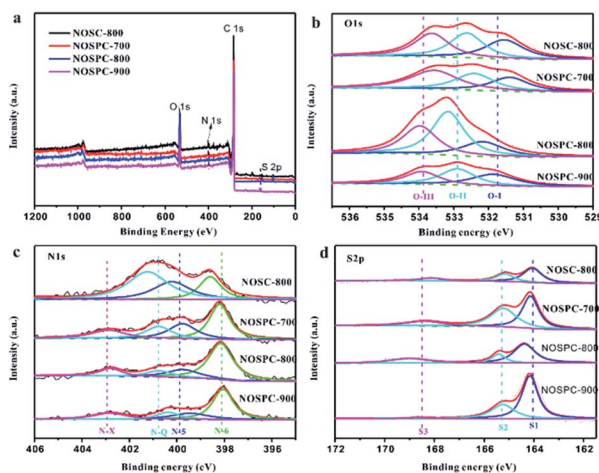 a
C 1s
NOSC-800
NOSPC-700
NOSPC-800
NOSPC-900
O 1s
N 1s
S 2p
Intensity (a.u.)
1200 1000 800 600 400 200 0
Binding Energy (eV)
b
O1s
NOSC-800
NOSPC-700
NOSPC-800
NOSPC-900
O-III O-II O-I
Intensity (a.u.)
536 535 534 533 532 531 530 529
Binding energy (eV)
c
N1s
NOSC-800
NOSPC-700
NOSPC-800
NOSPC-900
N-X N-Q N-5 N-6
Intensity (a.u.)
406 404 402 400 398 396
Binding energy (eV)
d
S2p
NOSC-800
NOSPC-700
NOSPC-800
NOSPC-900
S3 S2 S1
Intensity (a.u.)
172 170 168 166 164 162
Binding energy (eV)